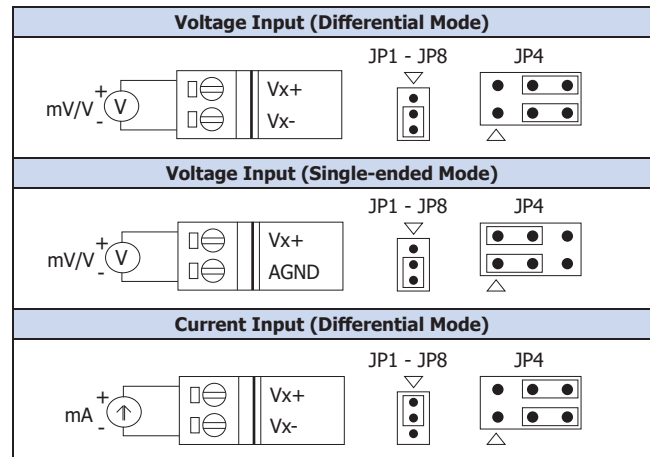 Voltage Input (Differential Mode)
JP1 - JP8 JP4
+
mV/V V
-
Vx+
Vx-
Voltage Input (Single-ended Mode)
JP1 - JP8 JP4
+
mV/V V
-
Vx+
AGND
Current Input (Differential Mode)
JP1 - JP8 JP4
+
mA
-
Vx+
Vx-